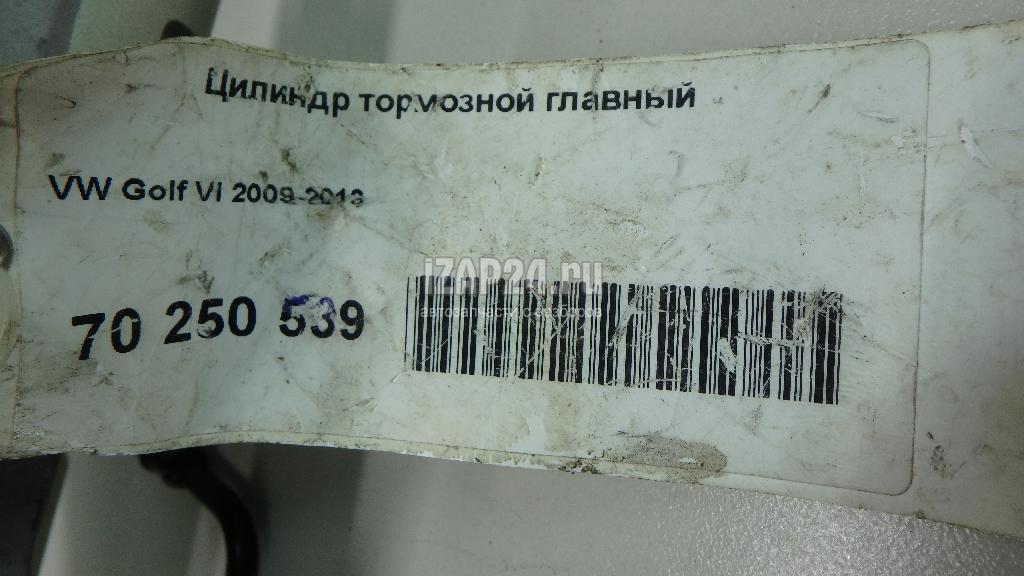 Цилиндр тормозной главный
VW Golf VI 2009-2013
iZAP24.ru
автозапчасти с разборов
70 250 539